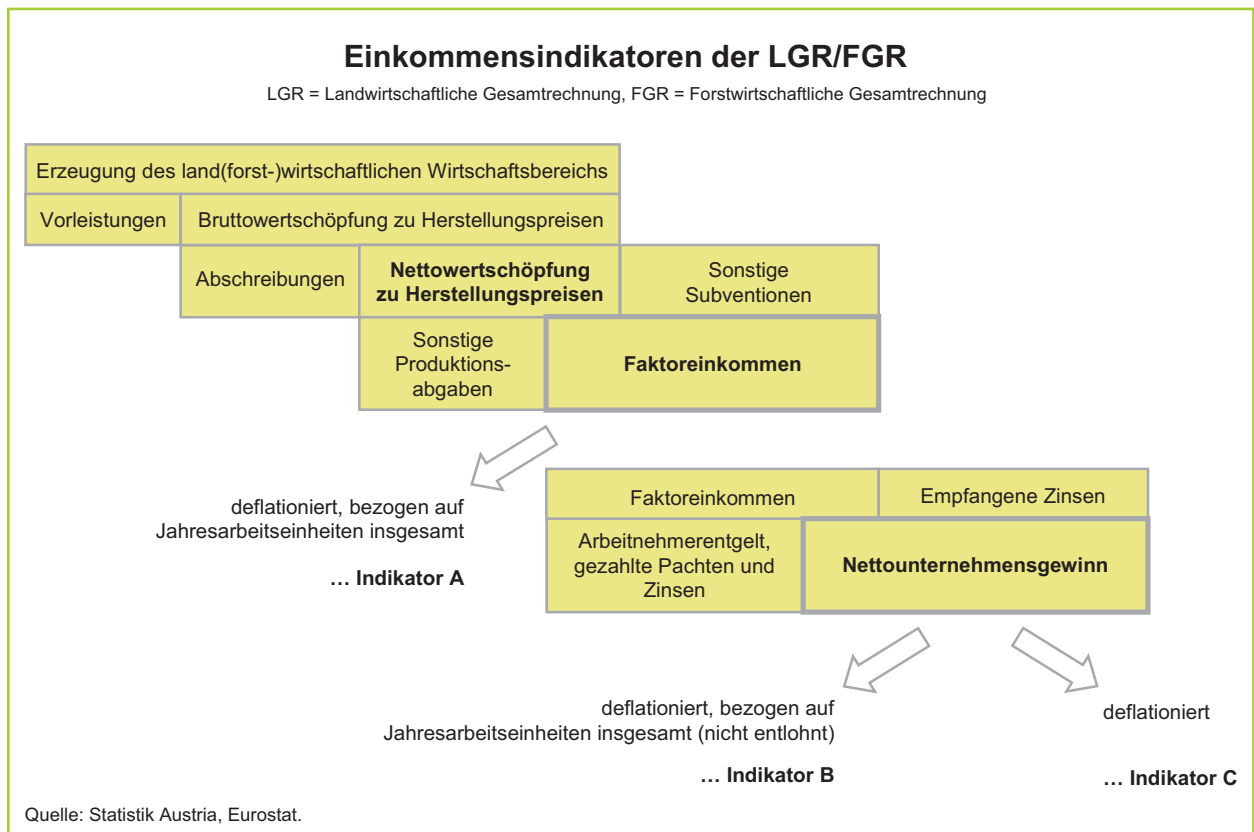 Einkommensindikatoren der LGR/FGR
LGR = Landwirtschaftliche Gesamtrechnung, FGR = Forstwirtschaftliche Gesamtrechnung
Erzeugung des land(forst-)wirtschaftlichen Wirtschaftsbereichs
Vorleistungen
Bruttowertschöpfung zu Herstellungspreisen
Abschreibungen
Nettowertschöpfung
zu Herstellungspreisen
Sonstige
Subventionen
Sonstige
Produktions-
abgaben
Faktoreinkommen
deflationiert, bezogen auf
Jahresarbeitseinheiten insgesamt
... Indikator A
Faktoreinkommen
Empfangene Zinsen
Arbeitnehmerentgelt,
gezahlte Pachten und
Zinsen
Nettounternehmensgewinn
deflationiert, bezogen auf
Jahresarbeitseinheiten insgesamt (nicht entlohnt)
... Indikator B
deflationiert
... Indikator C
Quelle: Statistik Austria, Eurostat.